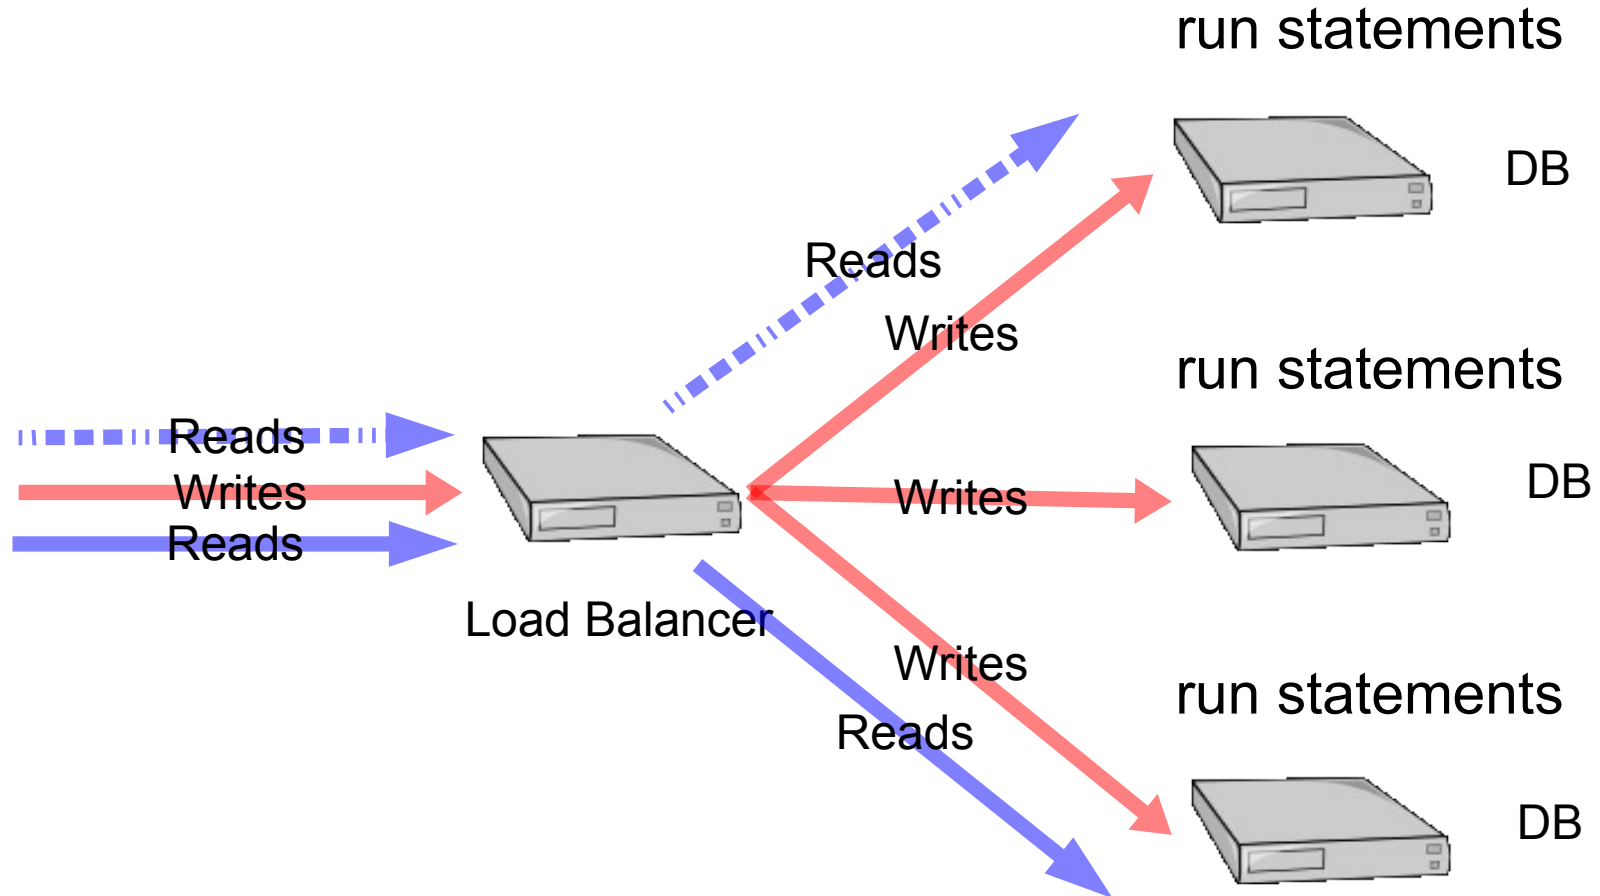 run statements
DB
Reads
Writes
run statements
Reads
Writes
Reads
Writes
DB
Load Balancer
Writes
Reads
run statements
DB